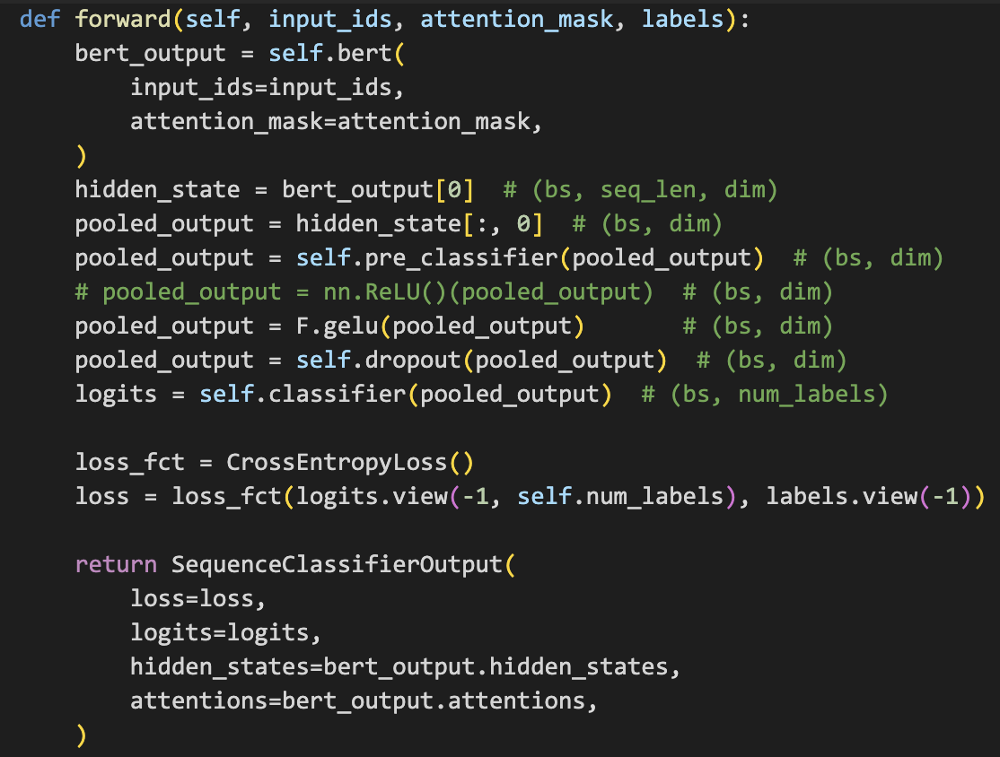 def forward(self, input_ids, attention_mask, labels):
    bert_output = self.bert(
        input_ids=input_ids,
        attention_mask=attention_mask,
    )
    hidden_state = bert_output[0]  # (bs, seq_len, dim)
    pooled_output = hidden_state[:, 0]  # (bs, dim)
    pooled_output = self.pre_classifier(pooled_output)  # (bs, dim)
    # pooled_output = nn.ReLU()(pooled_output)  # (bs, dim)
    pooled_output = F.gelu(pooled_output)       # (bs, dim)
    pooled_output = self.dropout(pooled_output)  # (bs, dim)
    logits = self.classifier(pooled_output)  # (bs, num_labels)

    loss_fct = CrossEntropyLoss()
    loss = loss_fct(logits.view(-1, self.num_labels), labels.view(-1))

    return SequenceClassifierOutput(
        loss=loss,
        logits=logits,
        hidden_states=bert_output.hidden_states,
        attentions=bert_output.attentions,
    )